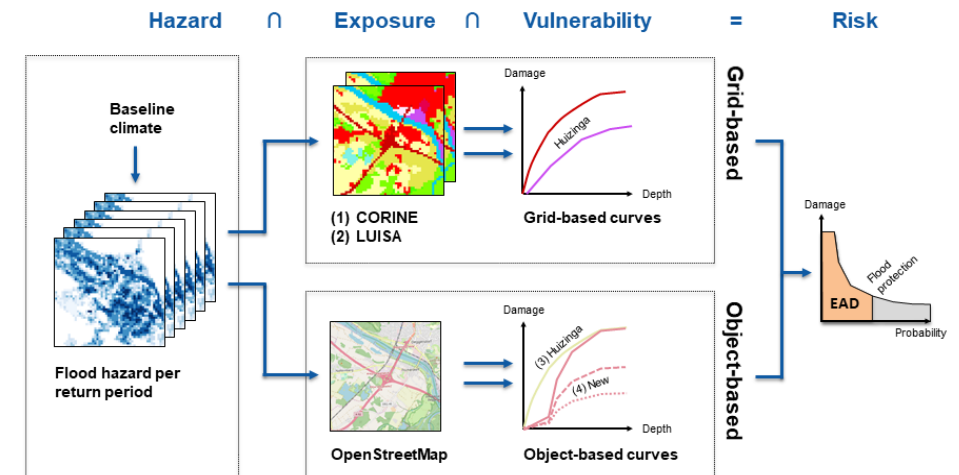 Hazard ∩ Exposure ∩ Vulnerability = Risk
Baseline
climate
Flood hazard per
return period
(1) CORINE
(2) LUISA
Damage
Huizinga
Depth
Grid-based curves
Grid-based
OpenStreetMap
Damage
(3) Huizinga
(4) New
Depth
Object-based curves
Object-based
Damage
Flood
protection
EAD
Probability